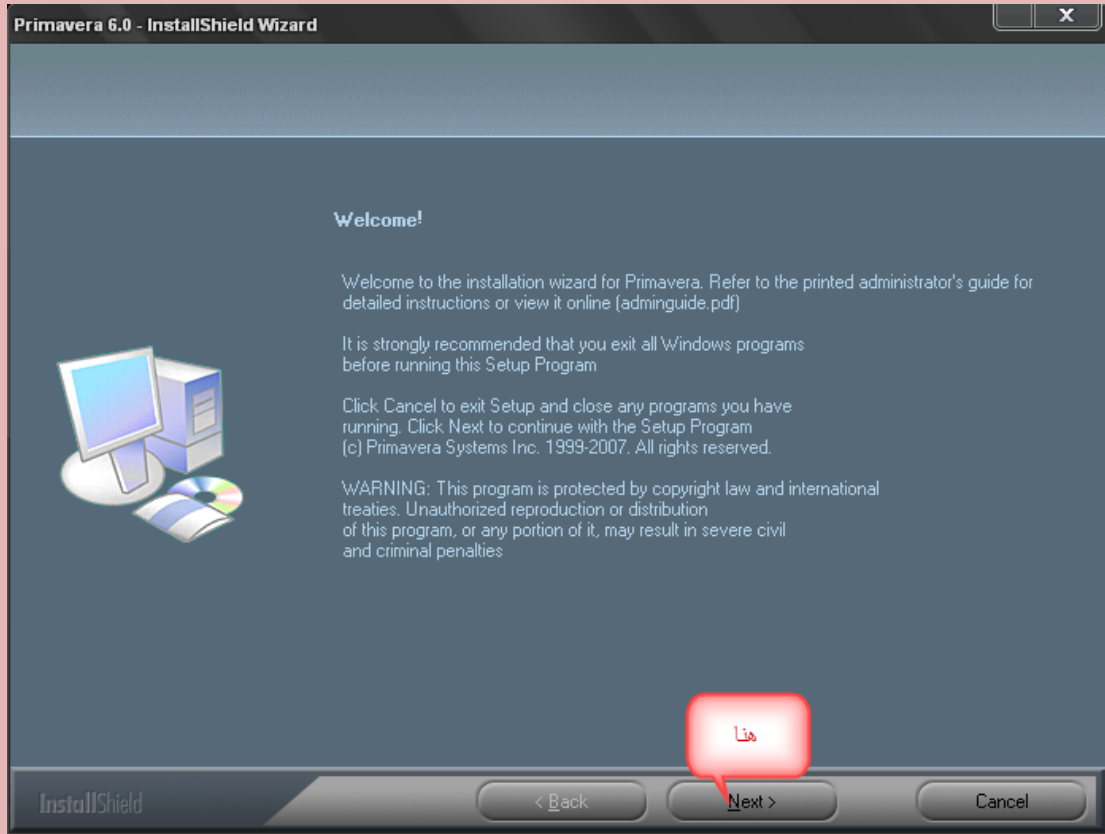 Primavera 6.0 - InstallShield Wizard
x
Welcome!
Welcome to the installation wizard for Primavera. Refer to the printed administrator's guide for
detailed instructions or view it online (adminguide.pdf)
It is strongly recommended that you exit all Windows programs
before running this Setup Program
Click Cancel to exit Setup and close any programs you have
running. Click Next to continue with the Setup Program
(c) Primavera Systems Inc. 1999-2007. All rights reserved.
WARNING: This program is protected by copyright law and international
treaties. Unauthorized reproduction or distribution
of this program, or any portion of it, may result in severe civil
and criminal penalties
هنا
InstallShield
< Back
Next >
Cancel